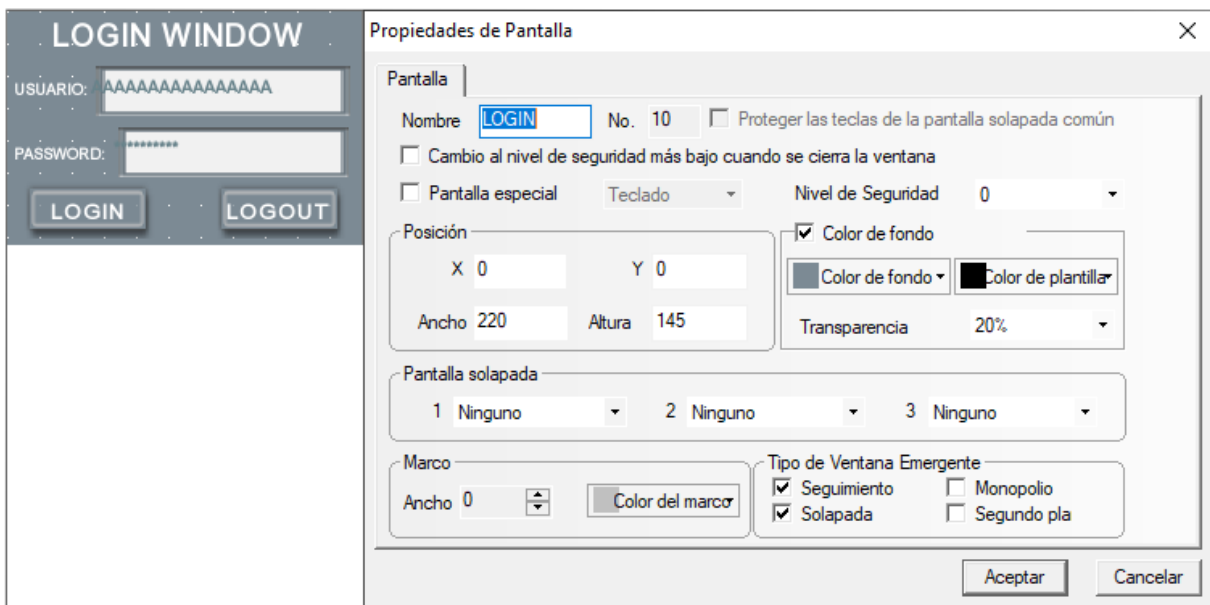 LOGIN WINDOW
USUARIO: AAAAAAAAAAAAAAAA
PASSWORD: **********
LOGIN LOGOUT
Propiedades de Pantalla
Pantalla
Nombre LOGIN No. 10 Proteger las teclas de la pantalla solapada común
Cambio al nivel de seguridad más bajo cuando se cierra la ventana
Pantalla especial Teclado Nivel de Seguridad 0
Posición Color de fondo
X 0 Y 0 Color de fondo Color de plantilla
Ancho 220 Altura 145 Transparencia 20%
Pantalla solapada
1 Ninguno 2 Ninguno 3 Ninguno
Marco Tipo de Ventana Emergente
Ancho 0 Color del marco Seguimiento Monopolio
Solapada Segundo pla
Aceptar Cancelar